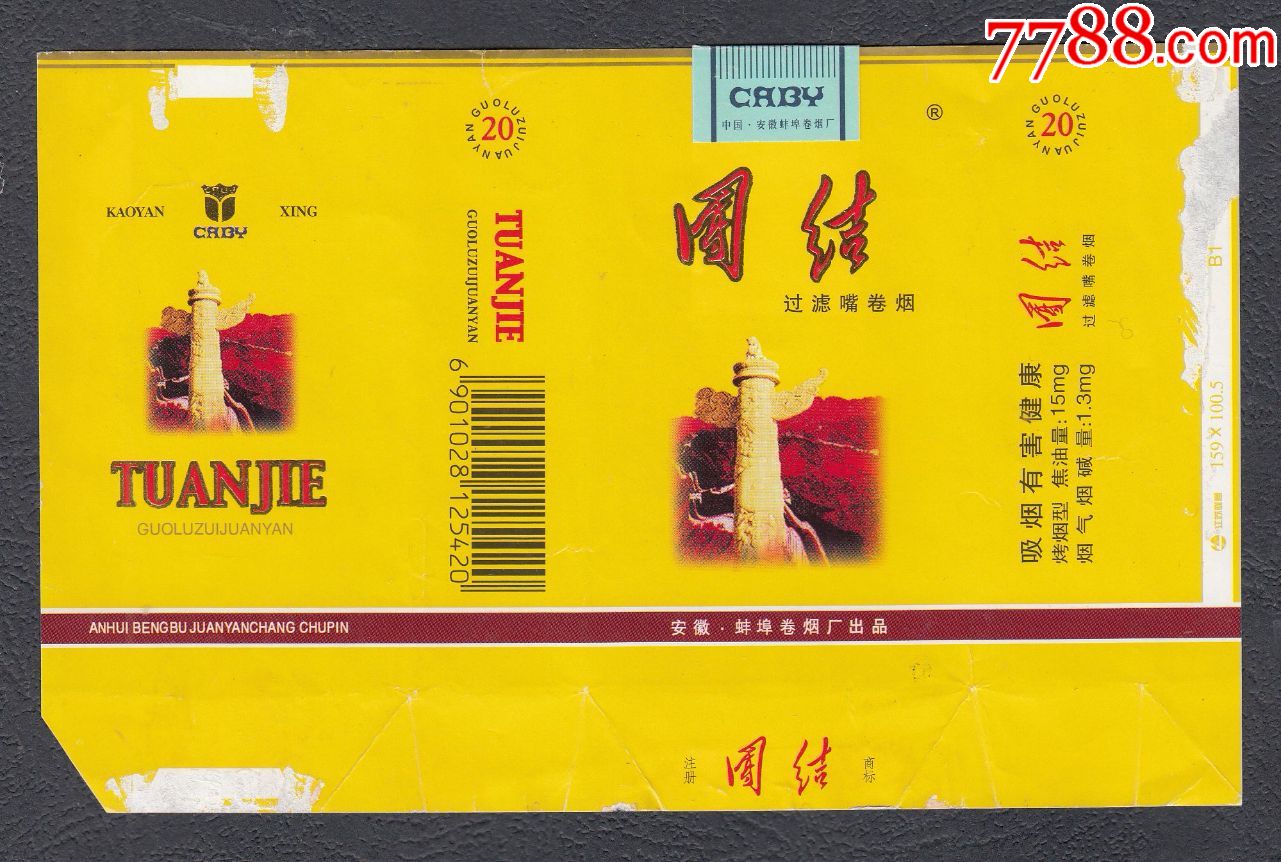 7788.com
CABY
中国·安徽蚌埠卷烟厂
®
GUOLUZUIJUANYAN
20
GUOLUZUIJUANYAN
20
KAOYAN
XING
CABY
TUANJIE
GUOLUZUIJUANYAN
TUANJIE
GUOLUZUIJUANYAN
6 901028 125420
团结
过滤嘴卷烟
团结
过滤嘴卷烟
吸烟有害健康
烤烟型 焦油量:15mg
烟气烟碱量:1.3mg
B1
159X100.5
ANHUI BENGBU JUANYANCHANG CHUPIN
安徽·蚌埠卷烟厂出品
注册
团结
商标